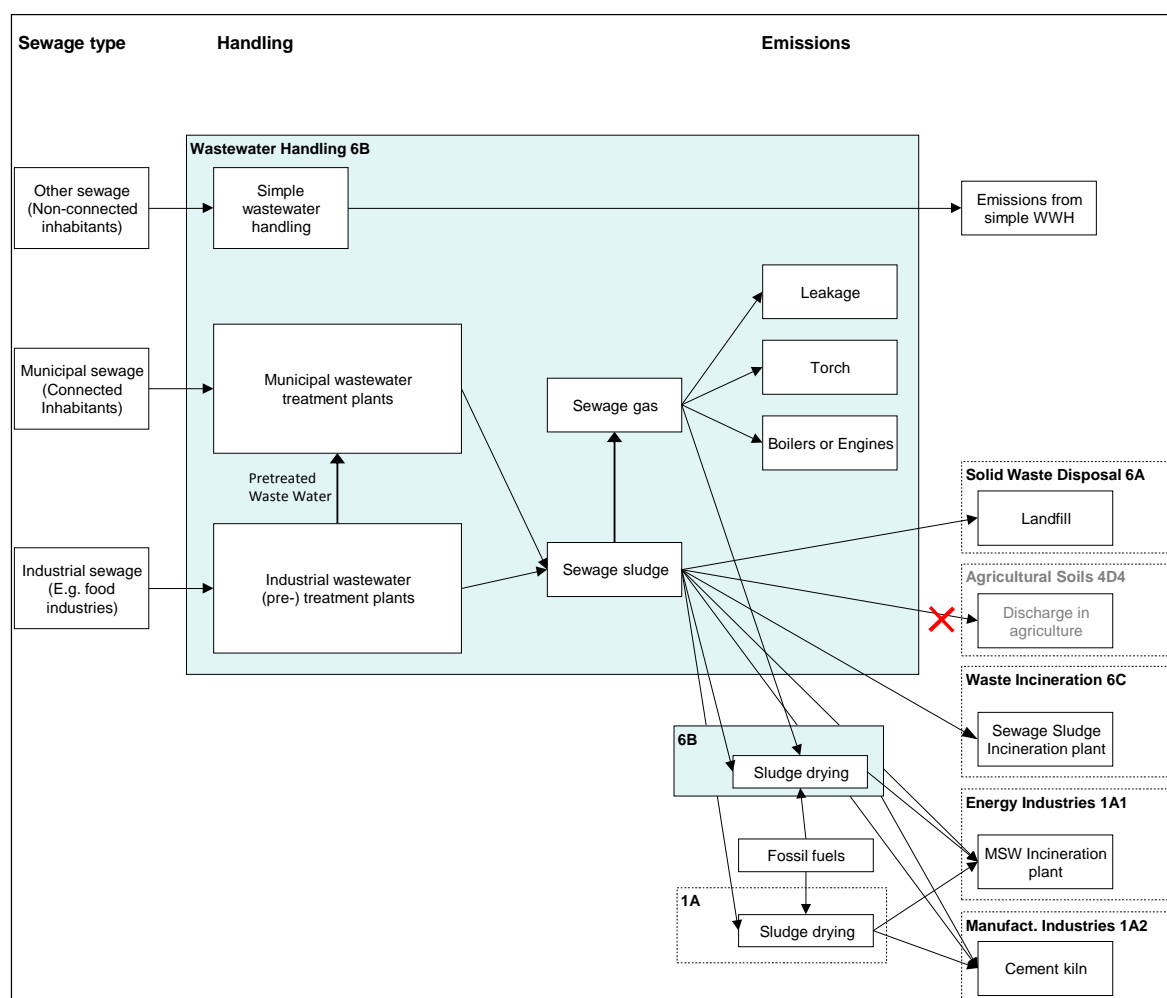 Sewage type
Handling
Emissions
Wastewater Handling 6B
Other sewage
(Non-connected
inhabitants)
Simple
wastewater
handling
Emissions from
simple WWH
Leakage
Municipal sewage
(Connected
Inhabitants)
Municipal wastewater
treatment plants
Sewage gas
Torch
Boilers or Engines
Pretreated
Waste Water
Solid Waste Disposal 6A
Landfill
Industrial sewage
(E.g. food
industries)
Industrial wastewater
(pre-) treatment plants
Sewage sludge
Agricultural Soils 4D4
Discharge in
agriculture
Waste Incineration 6C
Sewage Sludge
Incineration plant
6B
Sludge drying
Energy Industries 1A1
MSW Incineration
plant
Fossil fuels
1A
Sludge drying
Manufact. Industries 1A2
Cement kiln